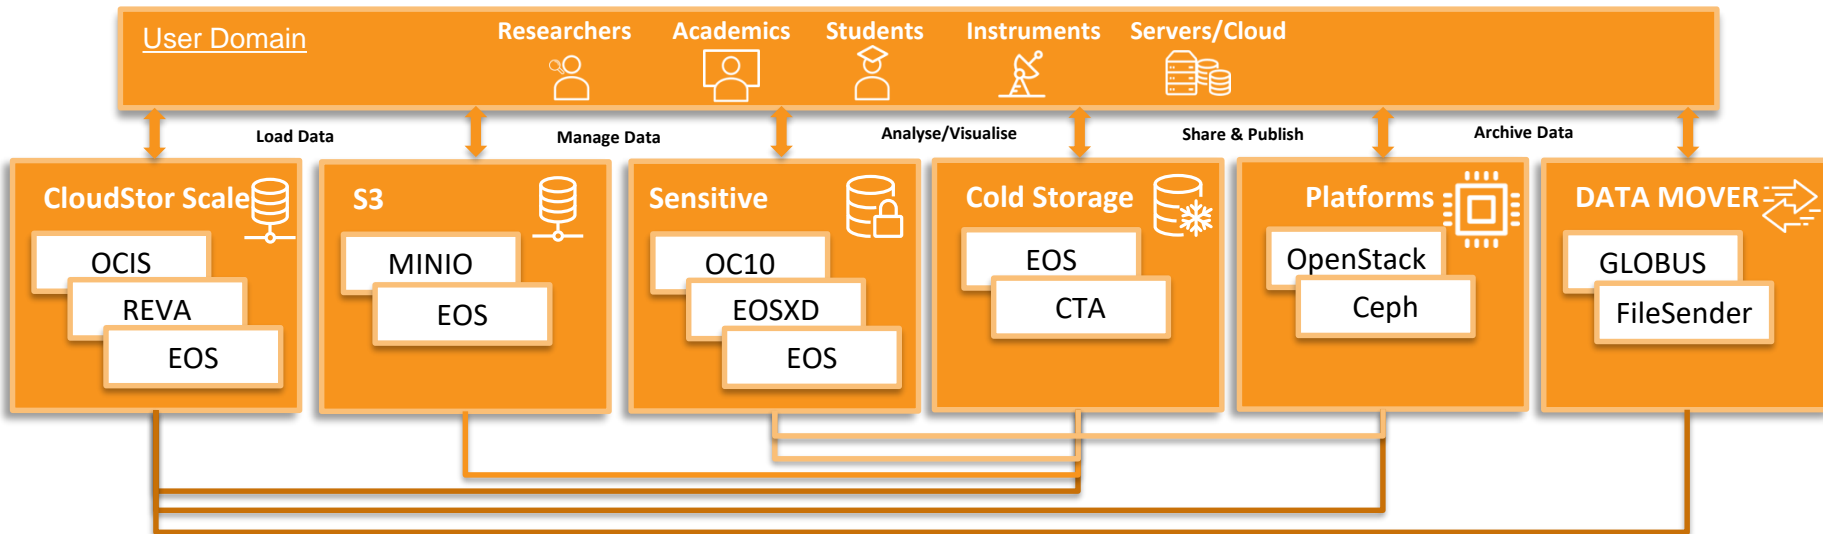 User Domain
Researchers
Academics
Students
Instruments
Servers/Cloud
Load Data
Manage Data
Analyse/Visualise
Share & Publish
Archive Data
CloudStor Scale
OCIS
REVA
EOS
S3
MINIO
EOS
Sensitive
OC10
EOSXD
EOS
Cold Storage
EOS
CTA
Platforms
OpenStack
Ceph
DATA MOVER
GLOBUS
FileSender